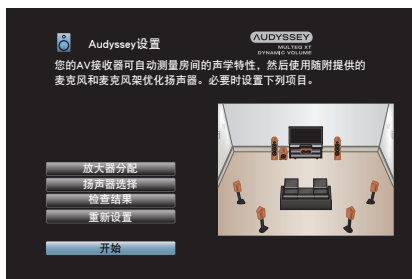 Audyssey设置
AUDYSSEY
MULTEQ XT
DYNAMIC VOLUME
您的AV接收器可自动测量房间的声学特性，然后使用随附提供的
麦克风和麦克风架优化扬声器。必要时设置下列项目。
放大器分配
扬声器选择
检查结果
重新设置
开始